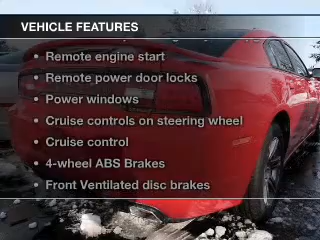 VEHICLE FEATURES
• Remote engine start
• Remote power door locks
• Power windows
• Cruise controls on steering wheel
• Cruise control
• 4-wheel ABS Brakes
• Front Ventilated disc brakes